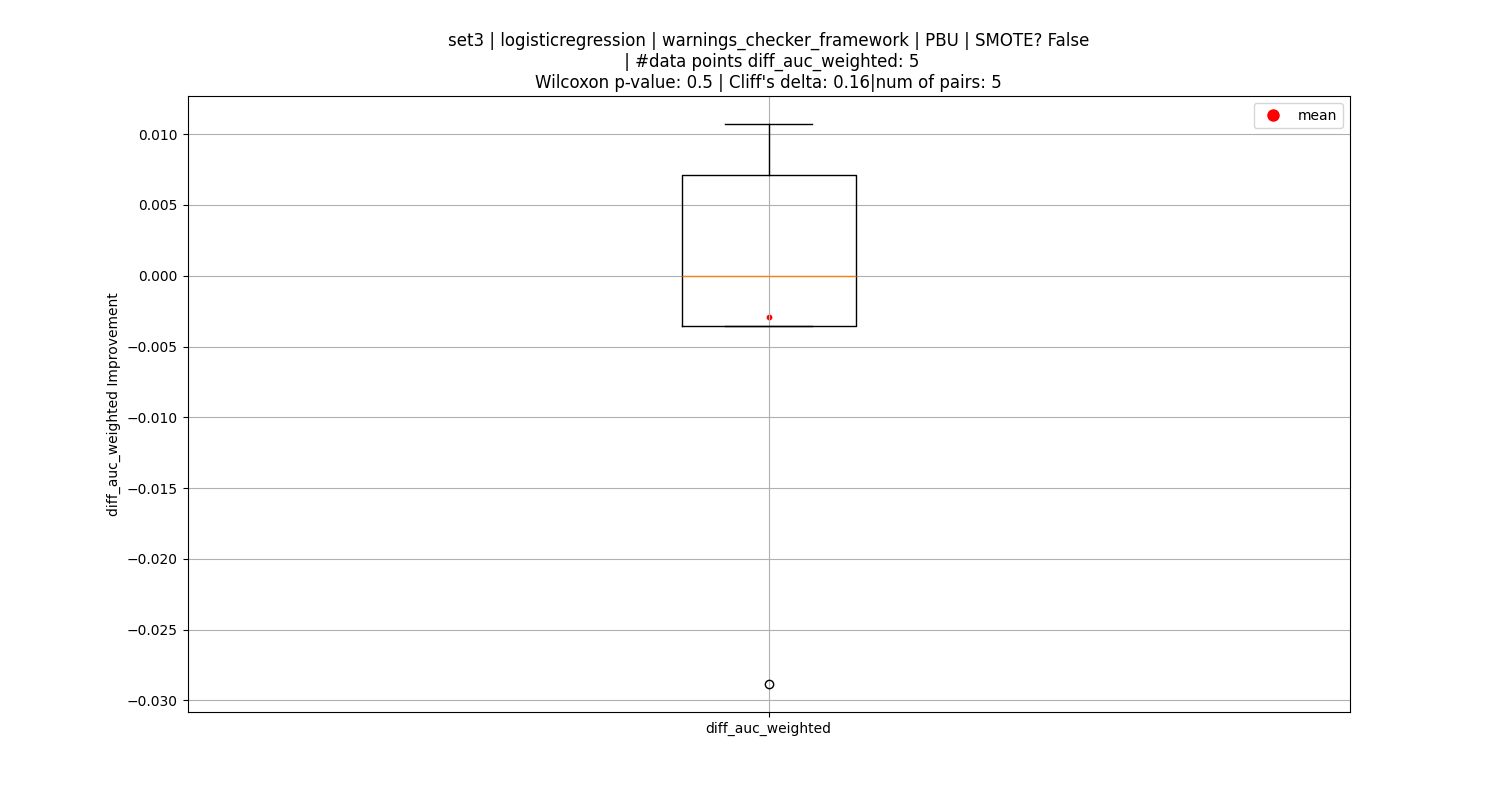 set3 | logisticregression | warnings_checker_framework | PBU | SMOTE? False
| #data points diff_auc_weighted: 5
Wilcoxon p-value: 0.5 | Cliff's delta: 0.16|num of pairs: 5
mean
0.010
0.005
0.000
−0.005
−0.010
−0.015
−0.020
−0.025
−0.030
diff_auc_weighted Improvement
diff_auc_weighted